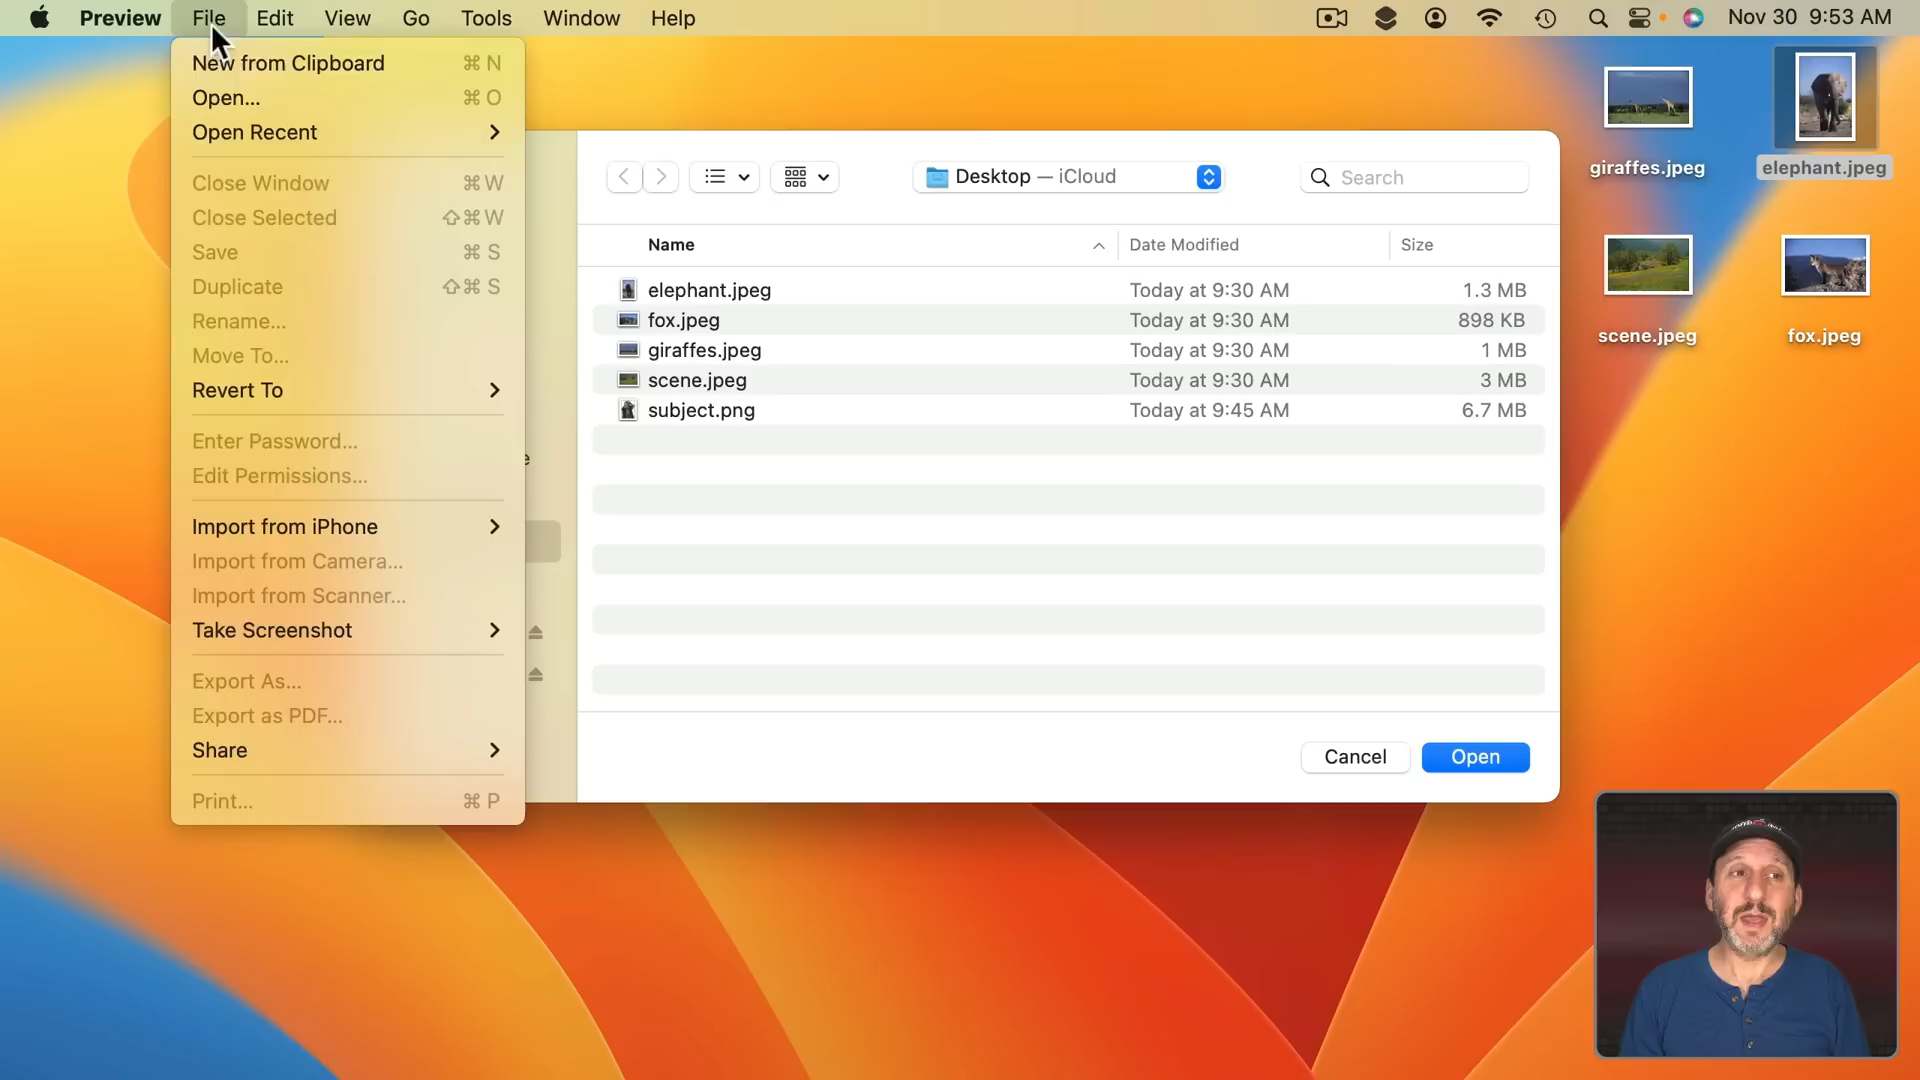 Preview File Edit View Go Tools Window Help Nov 30 9:53 AM
New from Clipboard ⌘ N
Open... ⌘ O
Open Recent
Close Window ⌘ W
Close Selected ⇧ ⌘ W
Save ⌘ S
Duplicate ⇧ ⌘ S
Rename...
Move To...
Revert To
Enter Password...
Edit Permissions...
Import from iPhone
Import from Camera...
Import from Scanner...
Take Screenshot
Export As...
Export as PDF...
Share
Print... ⌘ P
Desktop — iCloud
Search
Name Date Modified Size
elephant.jpeg Today at 9:30 AM 1.3 MB
fox.jpeg Today at 9:30 AM 898 KB
giraffes.jpeg Today at 9:30 AM 1 MB
scene.jpeg Today at 9:30 AM 3 MB
subject.png Today at 9:45 AM 6.7 MB
Cancel Open
giraffes.jpeg elephant.jpeg
scene.jpeg fox.jpeg